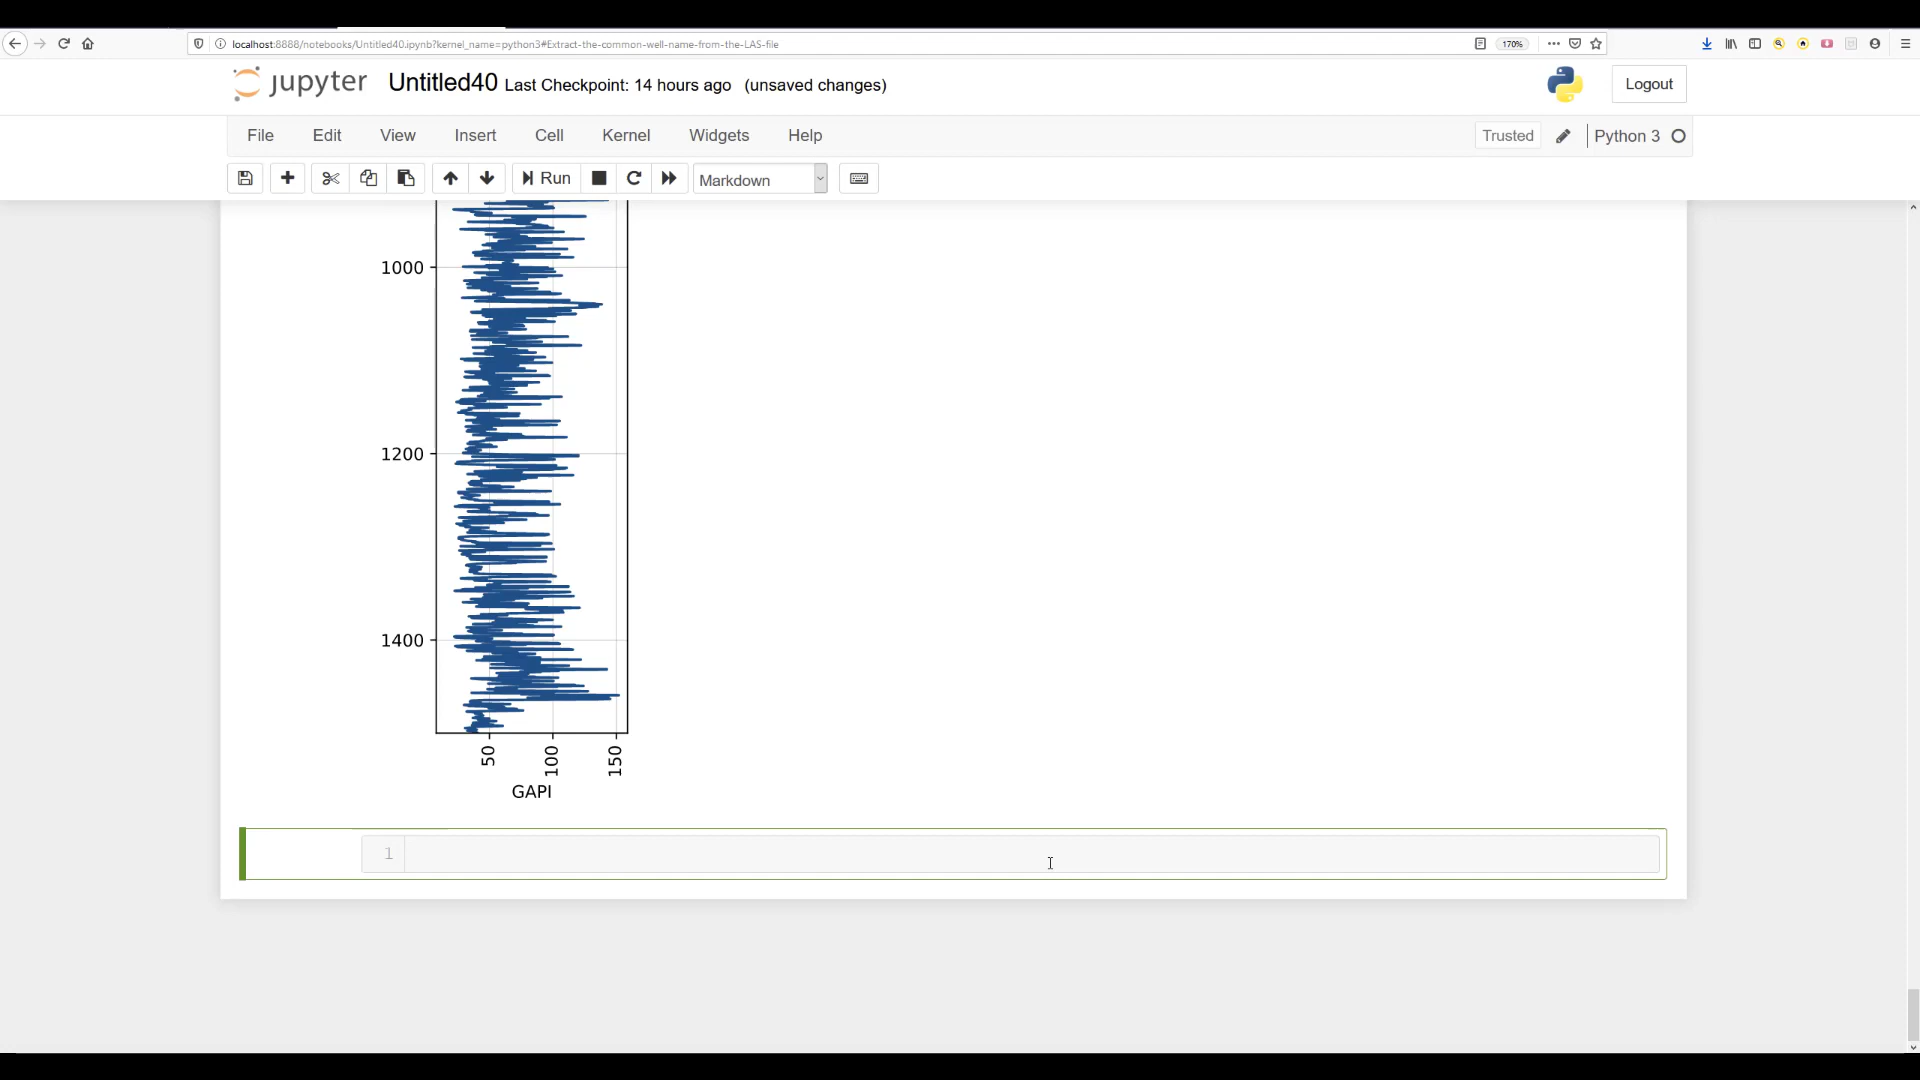 localhost:8888/notebooks/Untitled40.ipynb?kernel_name=python3#Extract-the-common-well-name-from-the-LAS-file
170%
jupyter Untitled40 Last Checkpoint: 14 hours ago (unsaved changes)
Logout
File Edit View Insert Cell Kernel Widgets Help
Trusted Python 3
Run Markdown
1000
1200
1400
50 100 150
GAPI
1